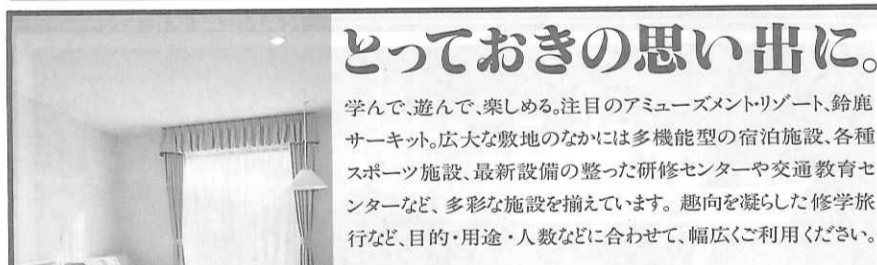 とっておきの思い出に。
学んで、遊んで、楽しめる。注目のアミューズメント・リゾート、鈴鹿
サーキット。広大な敷地のなかには多機能型の宿泊施設、各種
スポーツ施設、最新設備の整った研修センターや交通教育セ
ンターなど、多彩な施設を揃えています。趣向を凝らした修学旅
行など、目的・用途・人数などに合わせて、幅広くご利用ください。